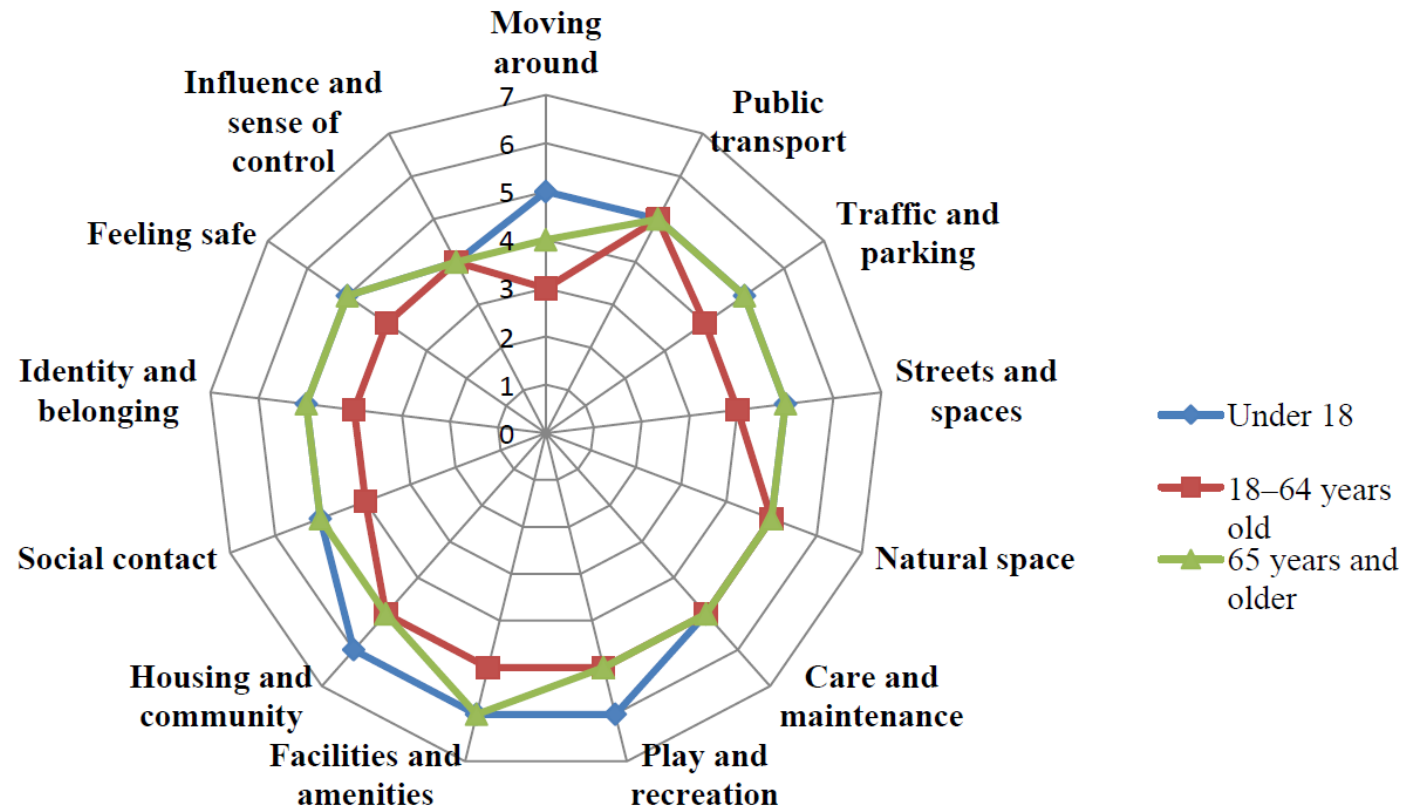 Moving
around
Public
transport
Traffic and
parking
Streets and
spaces
Natural space
Care and
maintenance
Play and
recreation
Facilities and
amenities
Housing and
community
Social contact
Identity and
belonging
Feeling safe
Influence and
sense of
control
7
6
5
4
3
2
1
0
Under 18
18–64 years
old
65 years and
older